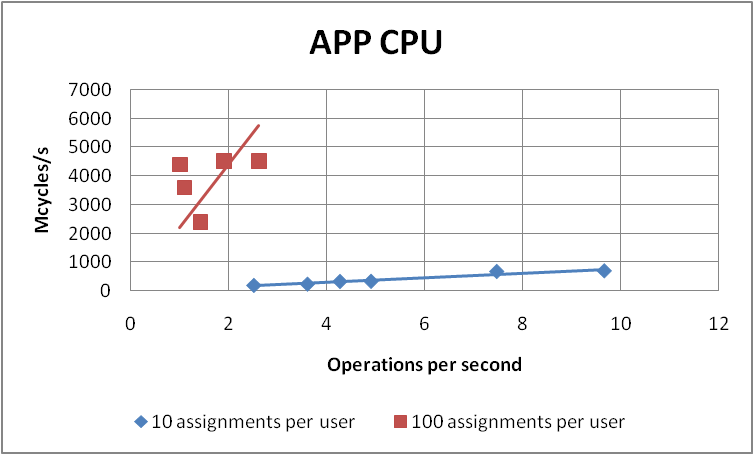 APP CPU
7000
6000
5000
4000
3000
2000
1000
0
Mcycles/s
0 2 4 6 8 10 12
Operations per second
10 assignments per user 100 assignments per user